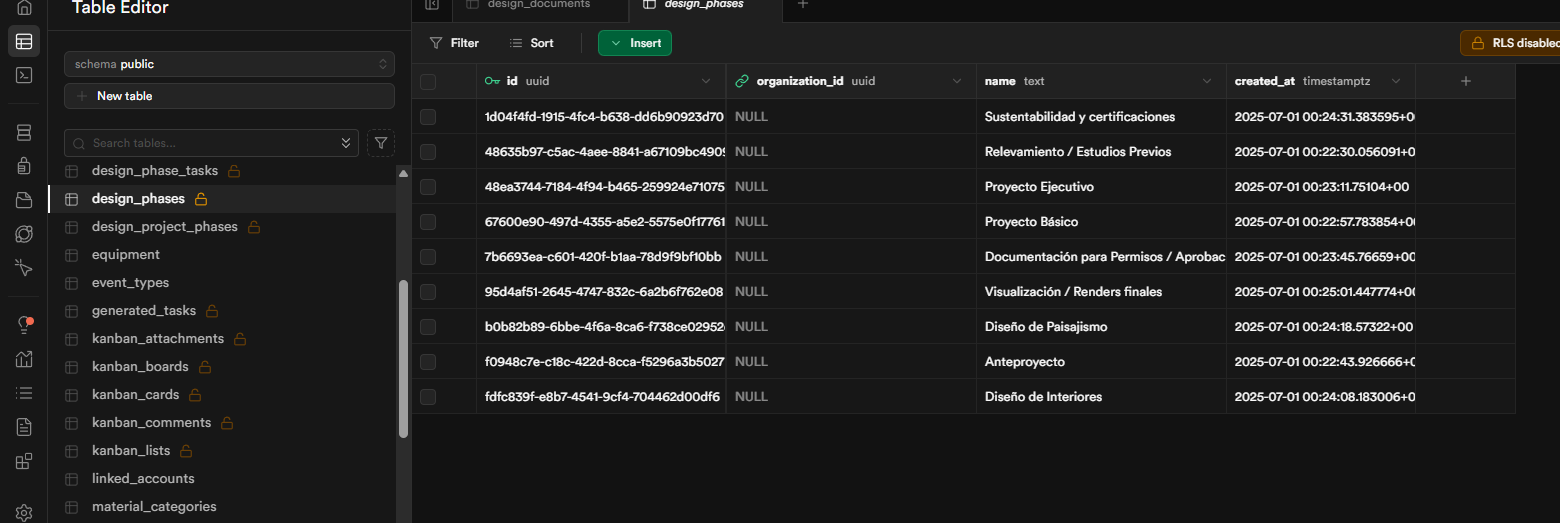 Table Editor
schema public
New table
Search tables...
design_phase_tasks
design_phases
design_project_phases
equipment
event_types
generated_tasks
kanban_attachments
kanban_boards
kanban_cards
kanban_comments
kanban_lists
linked_accounts
material_categories
design_documents
design_phases
Filter Sort Insert RLS disabled
id uuid organization_id uuid name text created_at timestamptz
1d04f4fd-1915-4fc4-b638-dd6b90923d70 NULL Sustentabilidad y certificaciones 2025-07-01 00:24:31.383595+0
48635b97-c5ac-4aee-8841-a67109bc4909 NULL Relevamiento / Estudios Previos 2025-07-01 00:22:30.056091+0
48ea3744-7184-4f94-b465-259924e71075 NULL Proyecto Ejecutivo 2025-07-01 00:23:11.75104+00
67600e90-497d-4355-a5e2-5575e0f17761 NULL Proyecto Básico 2025-07-01 00:22:57.783854+00
7b6693ea-c601-420f-b1aa-78d9f9bf10bb NULL Documentación para Permisos / Aprobac 2025-07-01 00:23:45.76659+00
95d4af51-2645-4747-832c-6a2b6f762e08 NULL Visualización / Renders finales 2025-07-01 00:25:01.447774+00
b0b82b89-6bbe-4f6a-8ca6-f738ce02952 NULL Diseño de Paisajismo 2025-07-01 00:24:18.57322+00
f0948c7e-c18c-422d-8cca-f5296a3b5027 NULL Anteproyecto 2025-07-01 00:22:43.926666+0
fdfc839f-e8b7-4541-9cf4-704462d00df6 NULL Diseño de Interiores 2025-07-01 00:24:08.183006+0